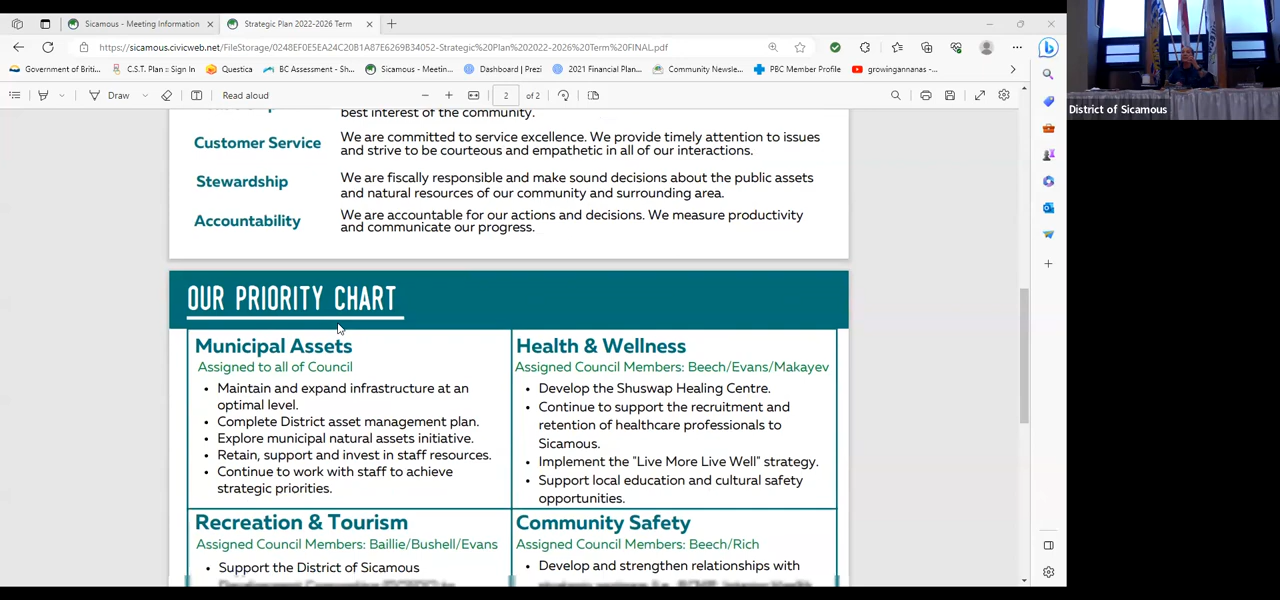 Sicamous - Meeting Information
Strategic Plan 2022-2026 Term
https://sicamous.civicweb.net/FileStorage/0248EF0E5EA24C20B1A87E6269B34052-Strategic%20Plan%202022-2026%20Term%20FINAL.pdf
Government of Briti...
C.S.T. Plan :: Sign In
Questica
BC Assessment - Sh...
Sicamous - Meetin...
Dashboard | Prezi
2021 Financial Plan...
Community Newsle...
PBC Member Profile
growingannanas -...
Draw
Read aloud
2
of 2
District of Sicamous
best interest of the community.
Customer Service
We are committed to service excellence. We provide timely attention to issues
and strive to be courteous and empathetic in all of our interactions.
Stewardship
We are fiscally responsible and make sound decisions about the public assets
and natural resources of our community and surrounding area.
Accountability
We are accountable for our actions and decisions. We measure productivity
and communicate our progress.
OUR PRIORITY CHART
Municipal Assets
Assigned to all of Council
• Maintain and expand infrastructure at an
optimal level.
• Complete District asset management plan.
• Explore municipal natural assets initiative.
• Retain, support and invest in staff resources.
• Continue to work with staff to achieve
strategic priorities.
Health & Wellness
Assigned Council Members: Beech/Evans/Makayev
• Develop the Shuswap Healing Centre.
• Continue to support the recruitment and
retention of healthcare professionals to
Sicamous.
• Implement the "Live More Live Well" strategy.
• Support local education and cultural safety
opportunities.
Recreation & Tourism
Assigned Council Members: Baillie/Bushell/Evans
• Support the District of Sicamous
Community Safety
Assigned Council Members: Beech/Rich
• Develop and strengthen relationships with